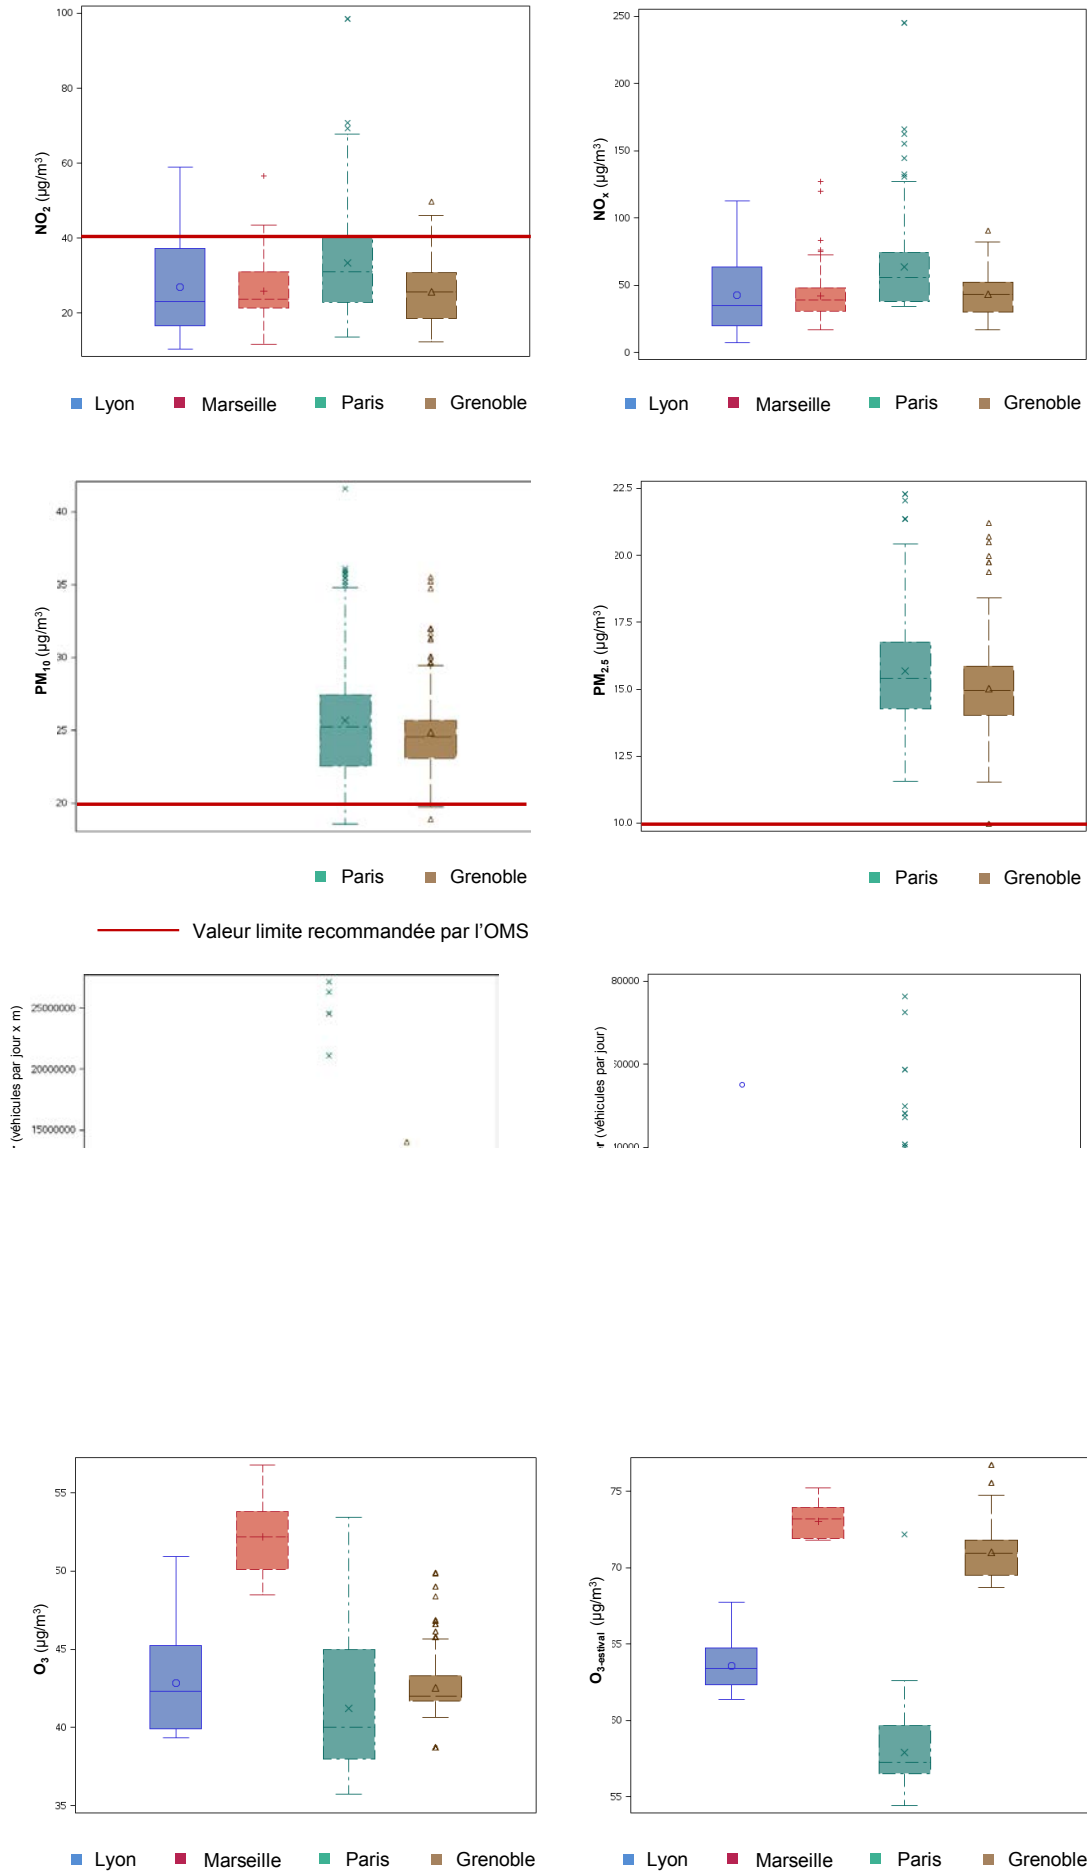 100
80
60
40
20
NO2 (µg/m3)
Lyon Marseille Paris Grenoble
250
200
150
100
50
0
NOx (µg/m3)
Lyon Marseille Paris Grenoble
40
35
30
25
20
PM10 (µg/m3)
Paris Grenoble
22.5
20.0
17.5
15.0
12.5
10.0
PM2.5 (µg/m3)
Paris Grenoble
Valeur limite recommandée par l'OMS
25000000
20000000
15000000
(véhicules par jour x m)
80000
r (véhicules par jour)
55
50
45
40
35
O3 (µg/m3)
Lyon Marseille Paris Grenoble
75
70
55
O3-estival (µg/m3)
Lyon Marseille Paris Grenoble